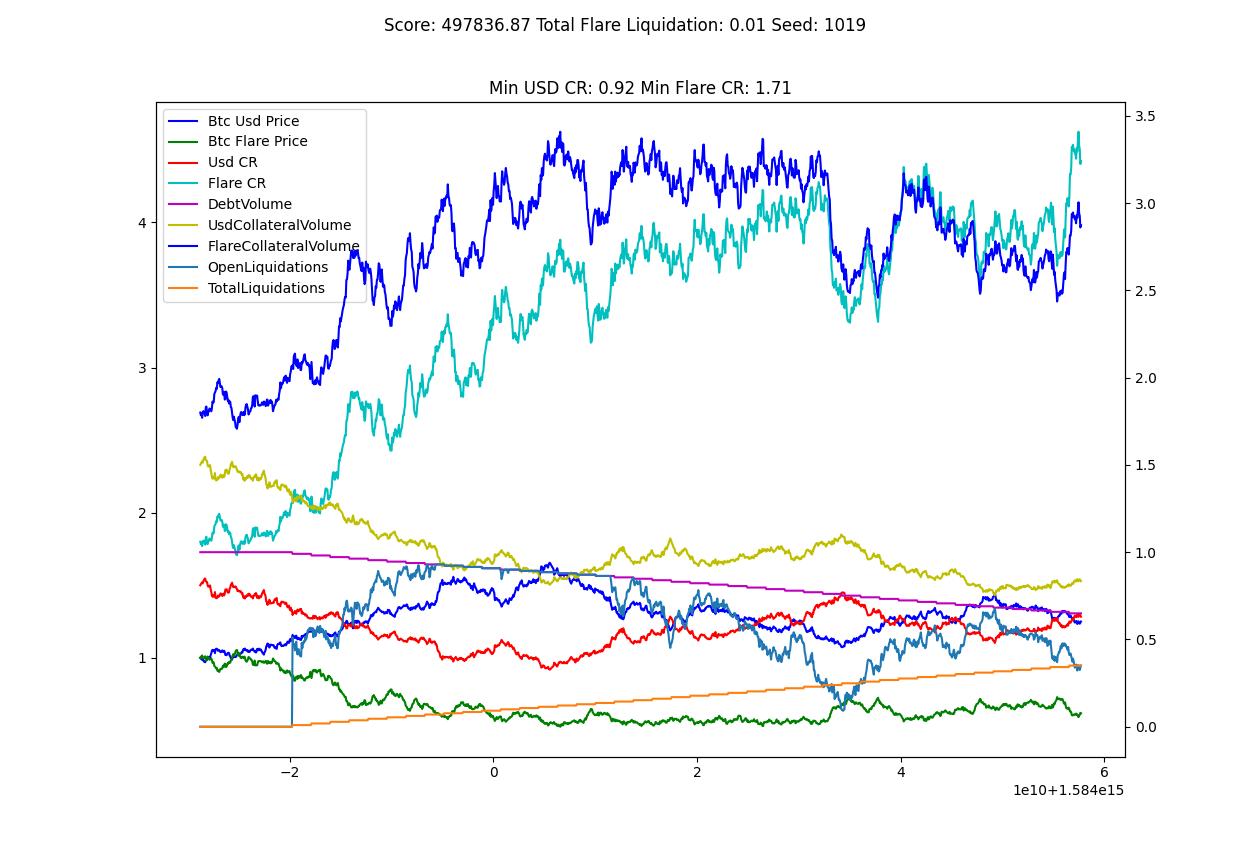 Score: 497836.87 Total Flare Liquidation: 0.01 Seed: 1019
Min USD CR: 0.92 Min Flare CR: 1.71
Btc Usd Price
Btc Flare Price
Usd CR
Flare CR
DebtVolume
UsdCollateralVolume
FlareCollateralVolume
OpenLiquidations
TotalLiquidations
4
3
2
1
3.5
3.0
2.5
2.0
1.5
1.0
0.5
0.0
−2
0
2
4
6
1e10+1.584e15